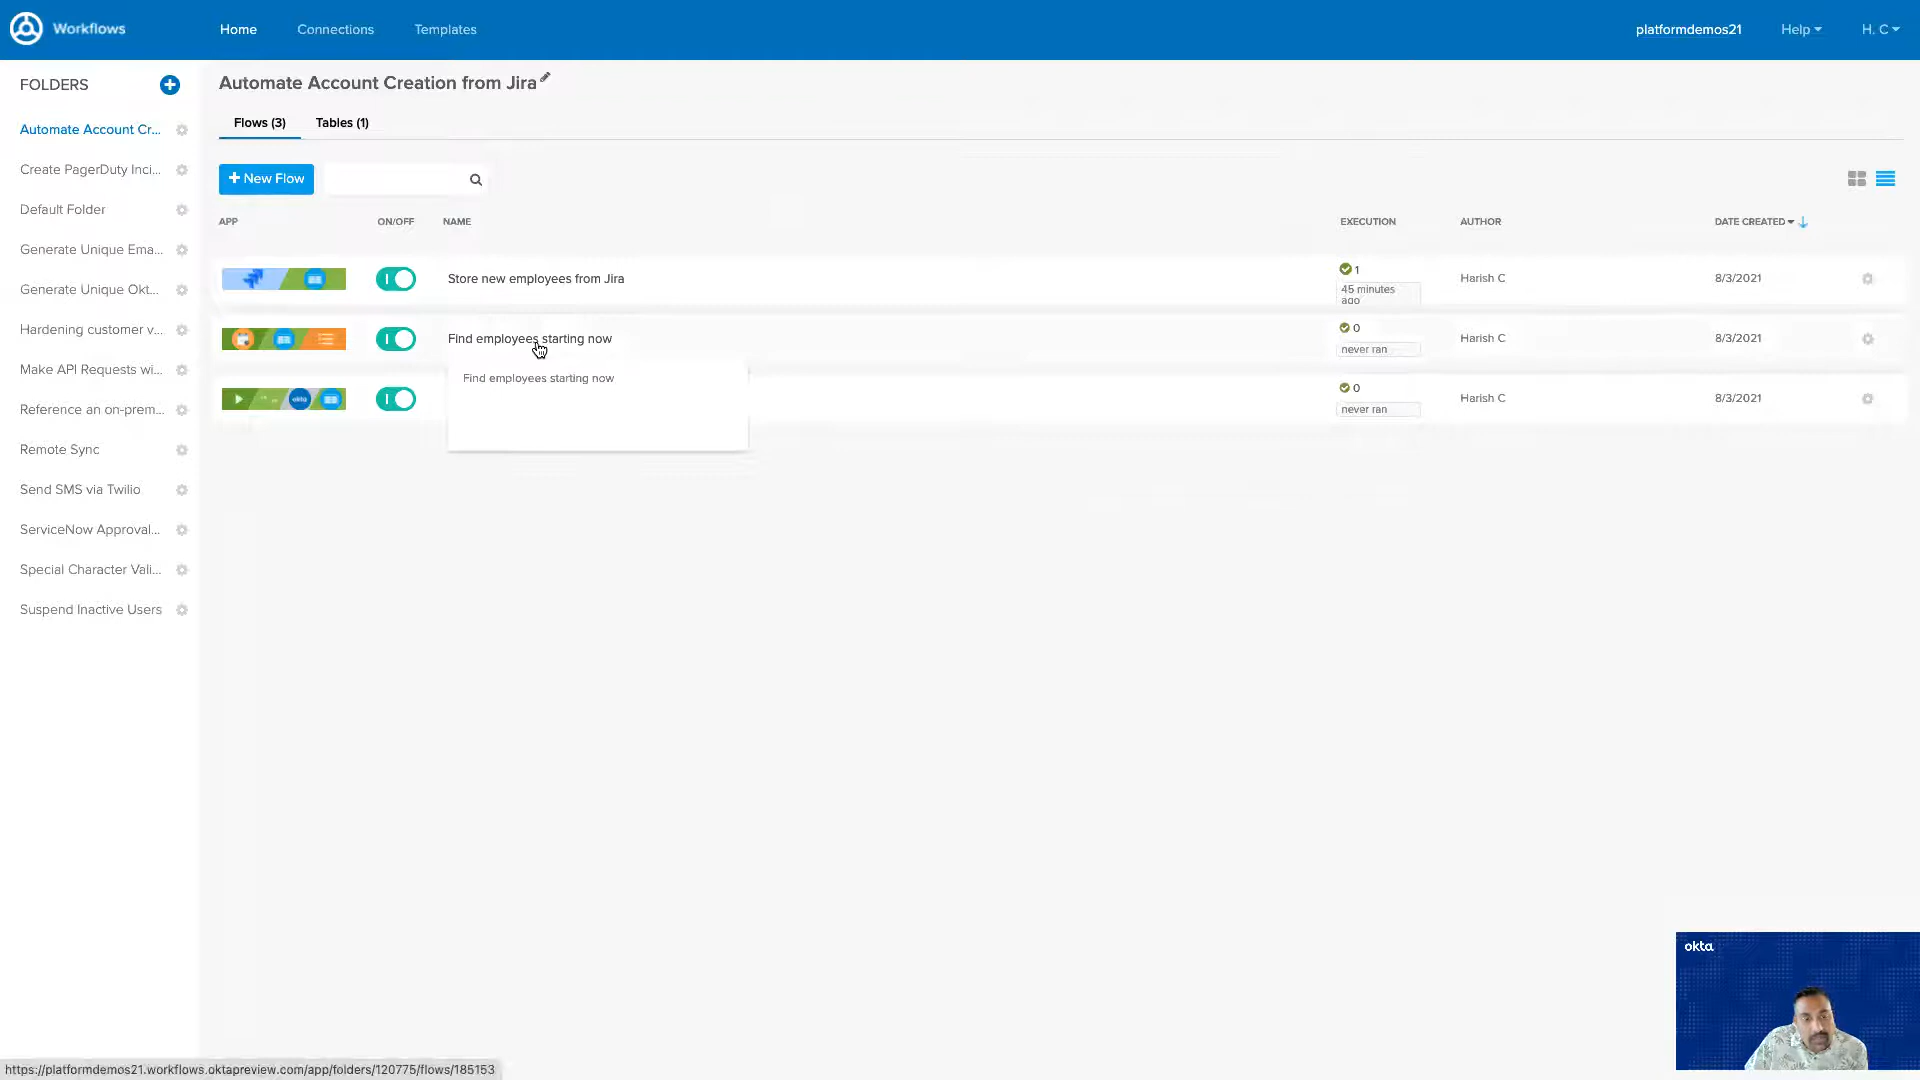 Workflows
Home
Connections
Templates
platformdemos21
Help
H. C
FOLDERS
Automate Account Cr...
Create PagerDuty Inci...
Default Folder
Generate Unique Ema...
Generate Unique Okt...
Hardening customer v...
Make API Requests wi...
Reference an on-prem...
Remote Sync
Send SMS via Twilio
ServiceNow Approval...
Special Character Vali...
Suspend Inactive Users
Automate Account Creation from Jira
Flows (3)
Tables (1)
+ New Flow
APP
ON/OFF
NAME
EXECUTION
AUTHOR
DATE CREATED
Store new employees from Jira
1
45 minutes
ago
Harish C
8/3/2021
Find employees starting now
0
never ran
Harish C
8/3/2021
Find employees starting now
okta
0
never ran
Harish C
8/3/2021
okta
https://platformdemos21.workflows.oktapreview.com/app/folders/120775/flows/185153